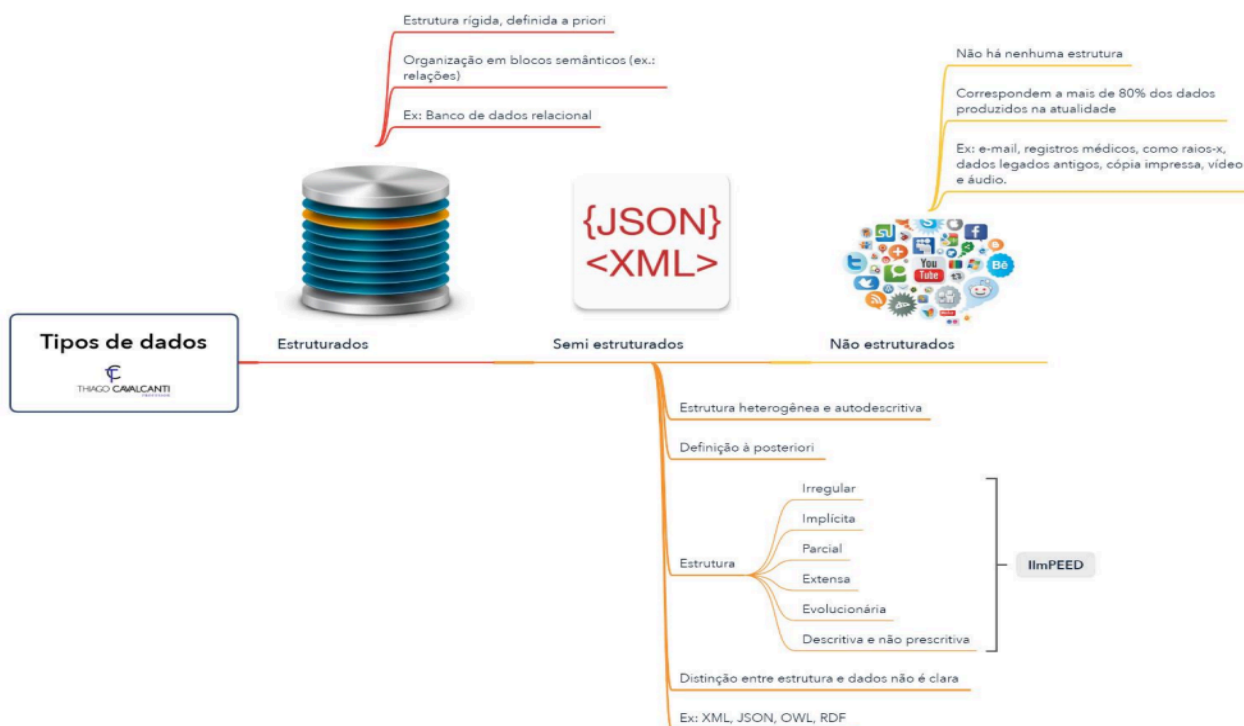 Estrutura rígida, definida a priori
Organização em blocos semânticos (ex.:
relações)
Ex: Banco de dados relacional
Não há nenhuma estrutura
Correspondem a mais de 80% dos dados
produzidos na atualidade
Ex: e-mail, registros médicos, como raios-x,
dados legados antigos, cópia impressa, vídeo
e áudio.
{JSON}
<XML>
You
Tube
Bē
Tipos de dados
THIAGO CAVALCANTI
Estruturados
Semi estruturados
Não estruturados
Estrutura heterogênea e autodescritiva
Definição à posteriori
Estrutura
Irregular
Implícita
Parcial
Extensa
Evolucionária
Descritiva e não prescritiva
IImPEED
Distinção entre estrutura e dados não é clara
Ex: XML, JSON, OWL, RDF